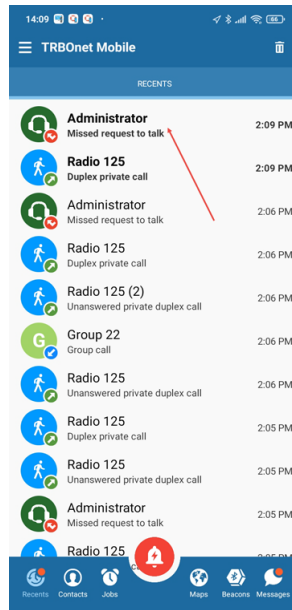 14:09
66
TRBOnet Mobile
RECENTS
Administrator
Missed request to talk
2:09 PM
Radio 125
Duplex private call
2:09 PM
Administrator
Missed request to talk
2:06 PM
Radio 125
Duplex private call
2:06 PM
Radio 125 (2)
Unanswered private duplex call
2:06 PM
G
Group 22
Group call
2:06 PM
Radio 125
Unanswered private duplex call
2:06 PM
Radio 125
Duplex private call
2:05 PM
Radio 125
Unanswered private duplex call
2:05 PM
Administrator
Missed request to talk
2:05 PM
Radio 125
2:05 PM
Recents
Contacts
Jobs
Maps
Beacons
Messages